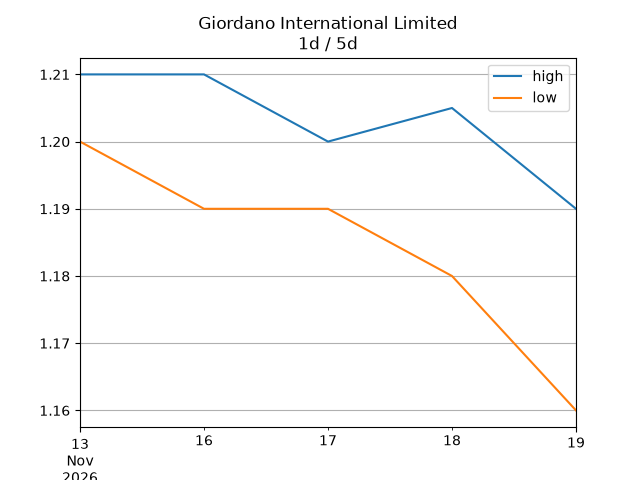 Giordano International Limited
1d / 5d
high
low
1.21
1.20
1.19
1.18
1.17
1.16
13
Nov
2026
16
17
18
19